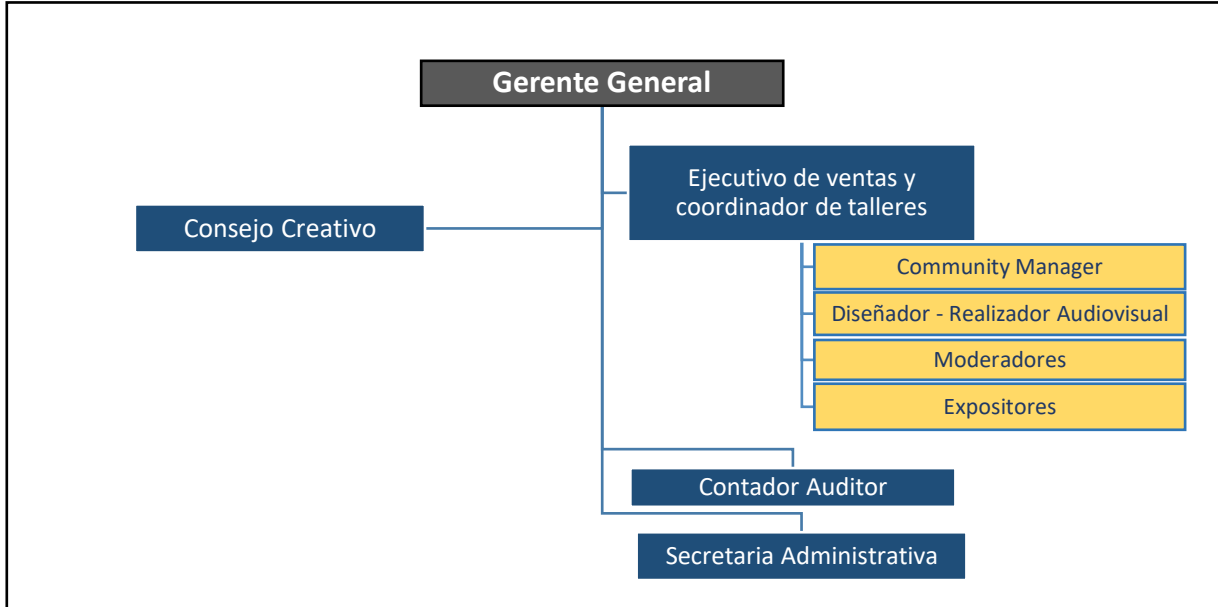 Gerente General
Ejecutivo de ventas y
coordinador de talleres
Consejo Creativo
Community Manager
Diseñador - Realizador Audiovisual
Moderadores
Expositores
Contador Auditor
Secretaria Administrativa